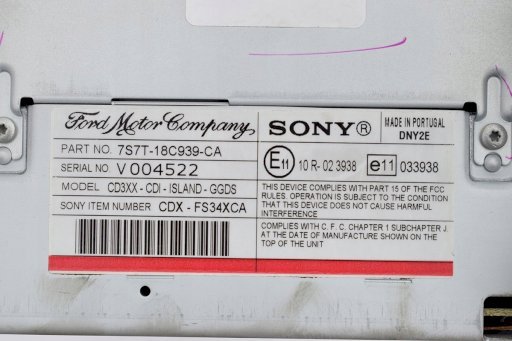 Ford Motor Company
PART NO. 7S7T-18C939-CA
SERIAL NO V 004522
MODEL CD3XX - CDI - ISLAND - GGDS
SONY ITEM NUMBER CDX - FS34XCA
SONY®
MADE IN PORTUGAL
DNY2E
E11 10 R- 02 3938 e11 033938
THIS DEVICE COMPLIES WITH PART 15 OF THE FCC
RULES. OPERATION IS SUBJECT TO THE CONDITION
THAT THIS DEVICE DOES NOT CAUSE HARMFUL
INTERFERENCE
COMPLIES WITH C. F. C. CHAPTER 1 SUBCHAPTER J.
AT THE DATE OF MANUFACTURE SHOWN ON THE
TOP OF THE UNIT